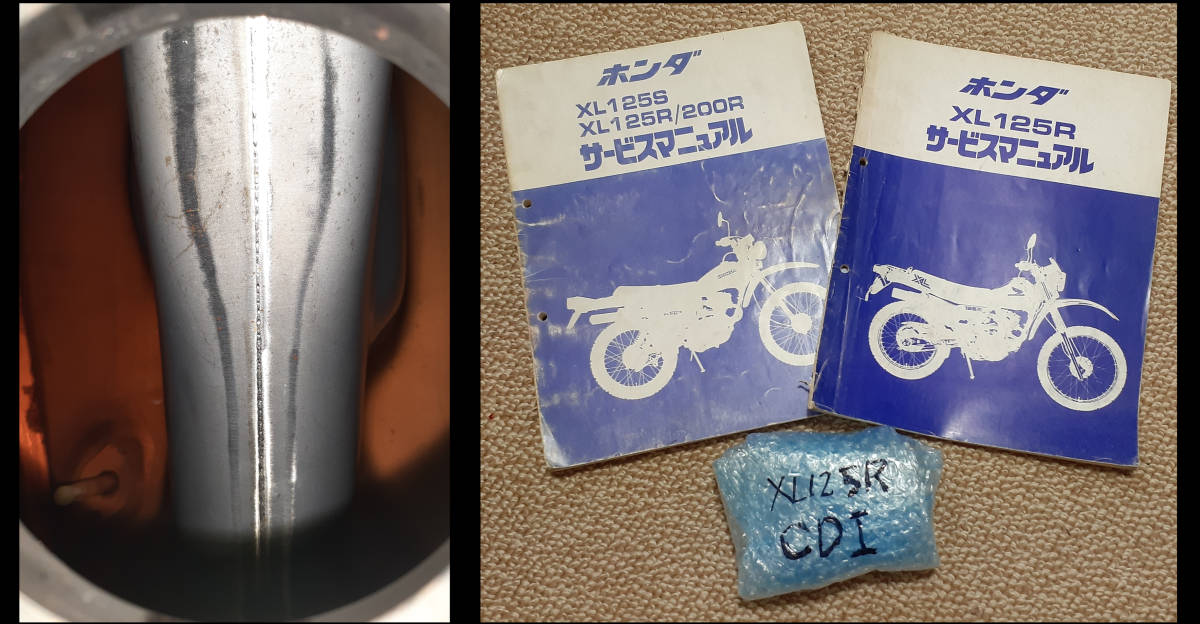 ホンダ
XL125S
XL125R/200R
サービスマニュアル
ホンダ
XL125R
サービスマニュアル
XL125R
CDI